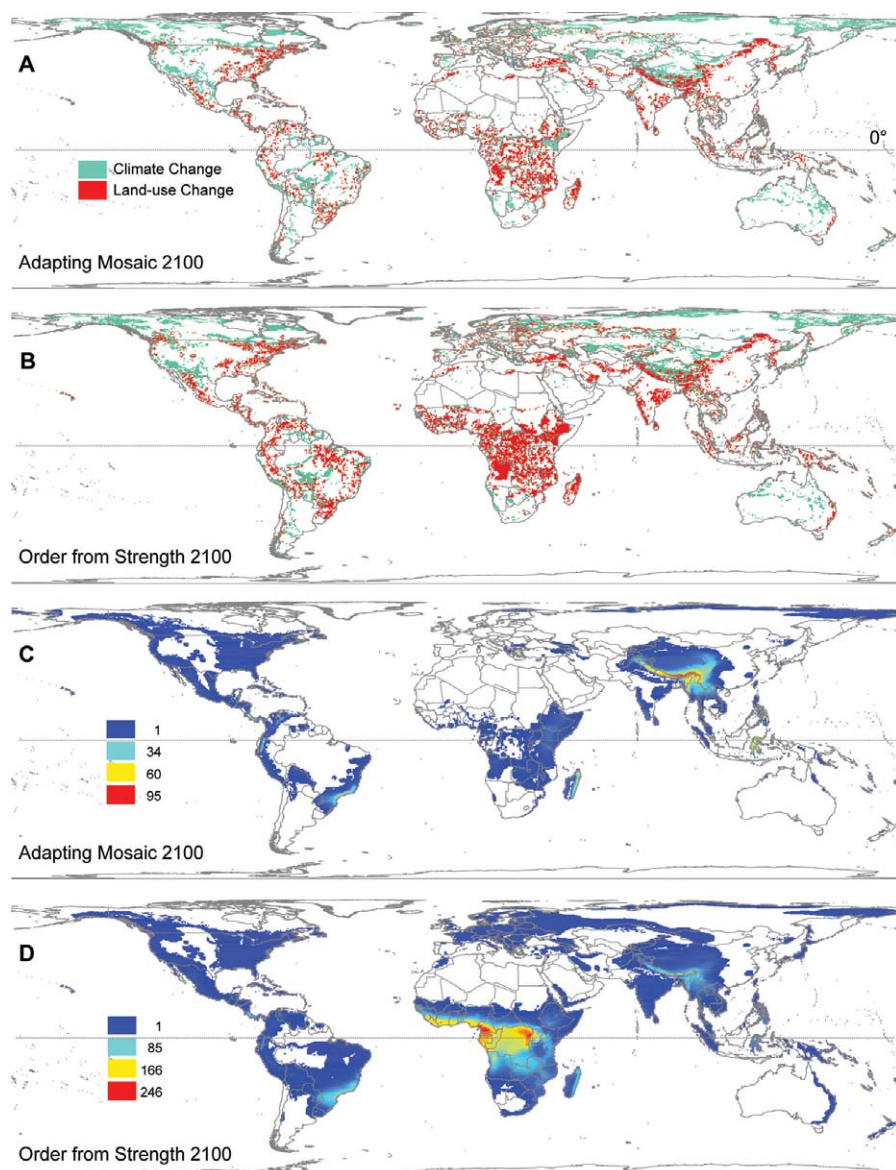 A
0°
Climate Change
Land-use Change
Adapting Mosaic 2100
B
Order from Strength 2100
C
1
34
60
95
Adapting Mosaic 2100
D
1
85
166
246
Order from Strength 2100